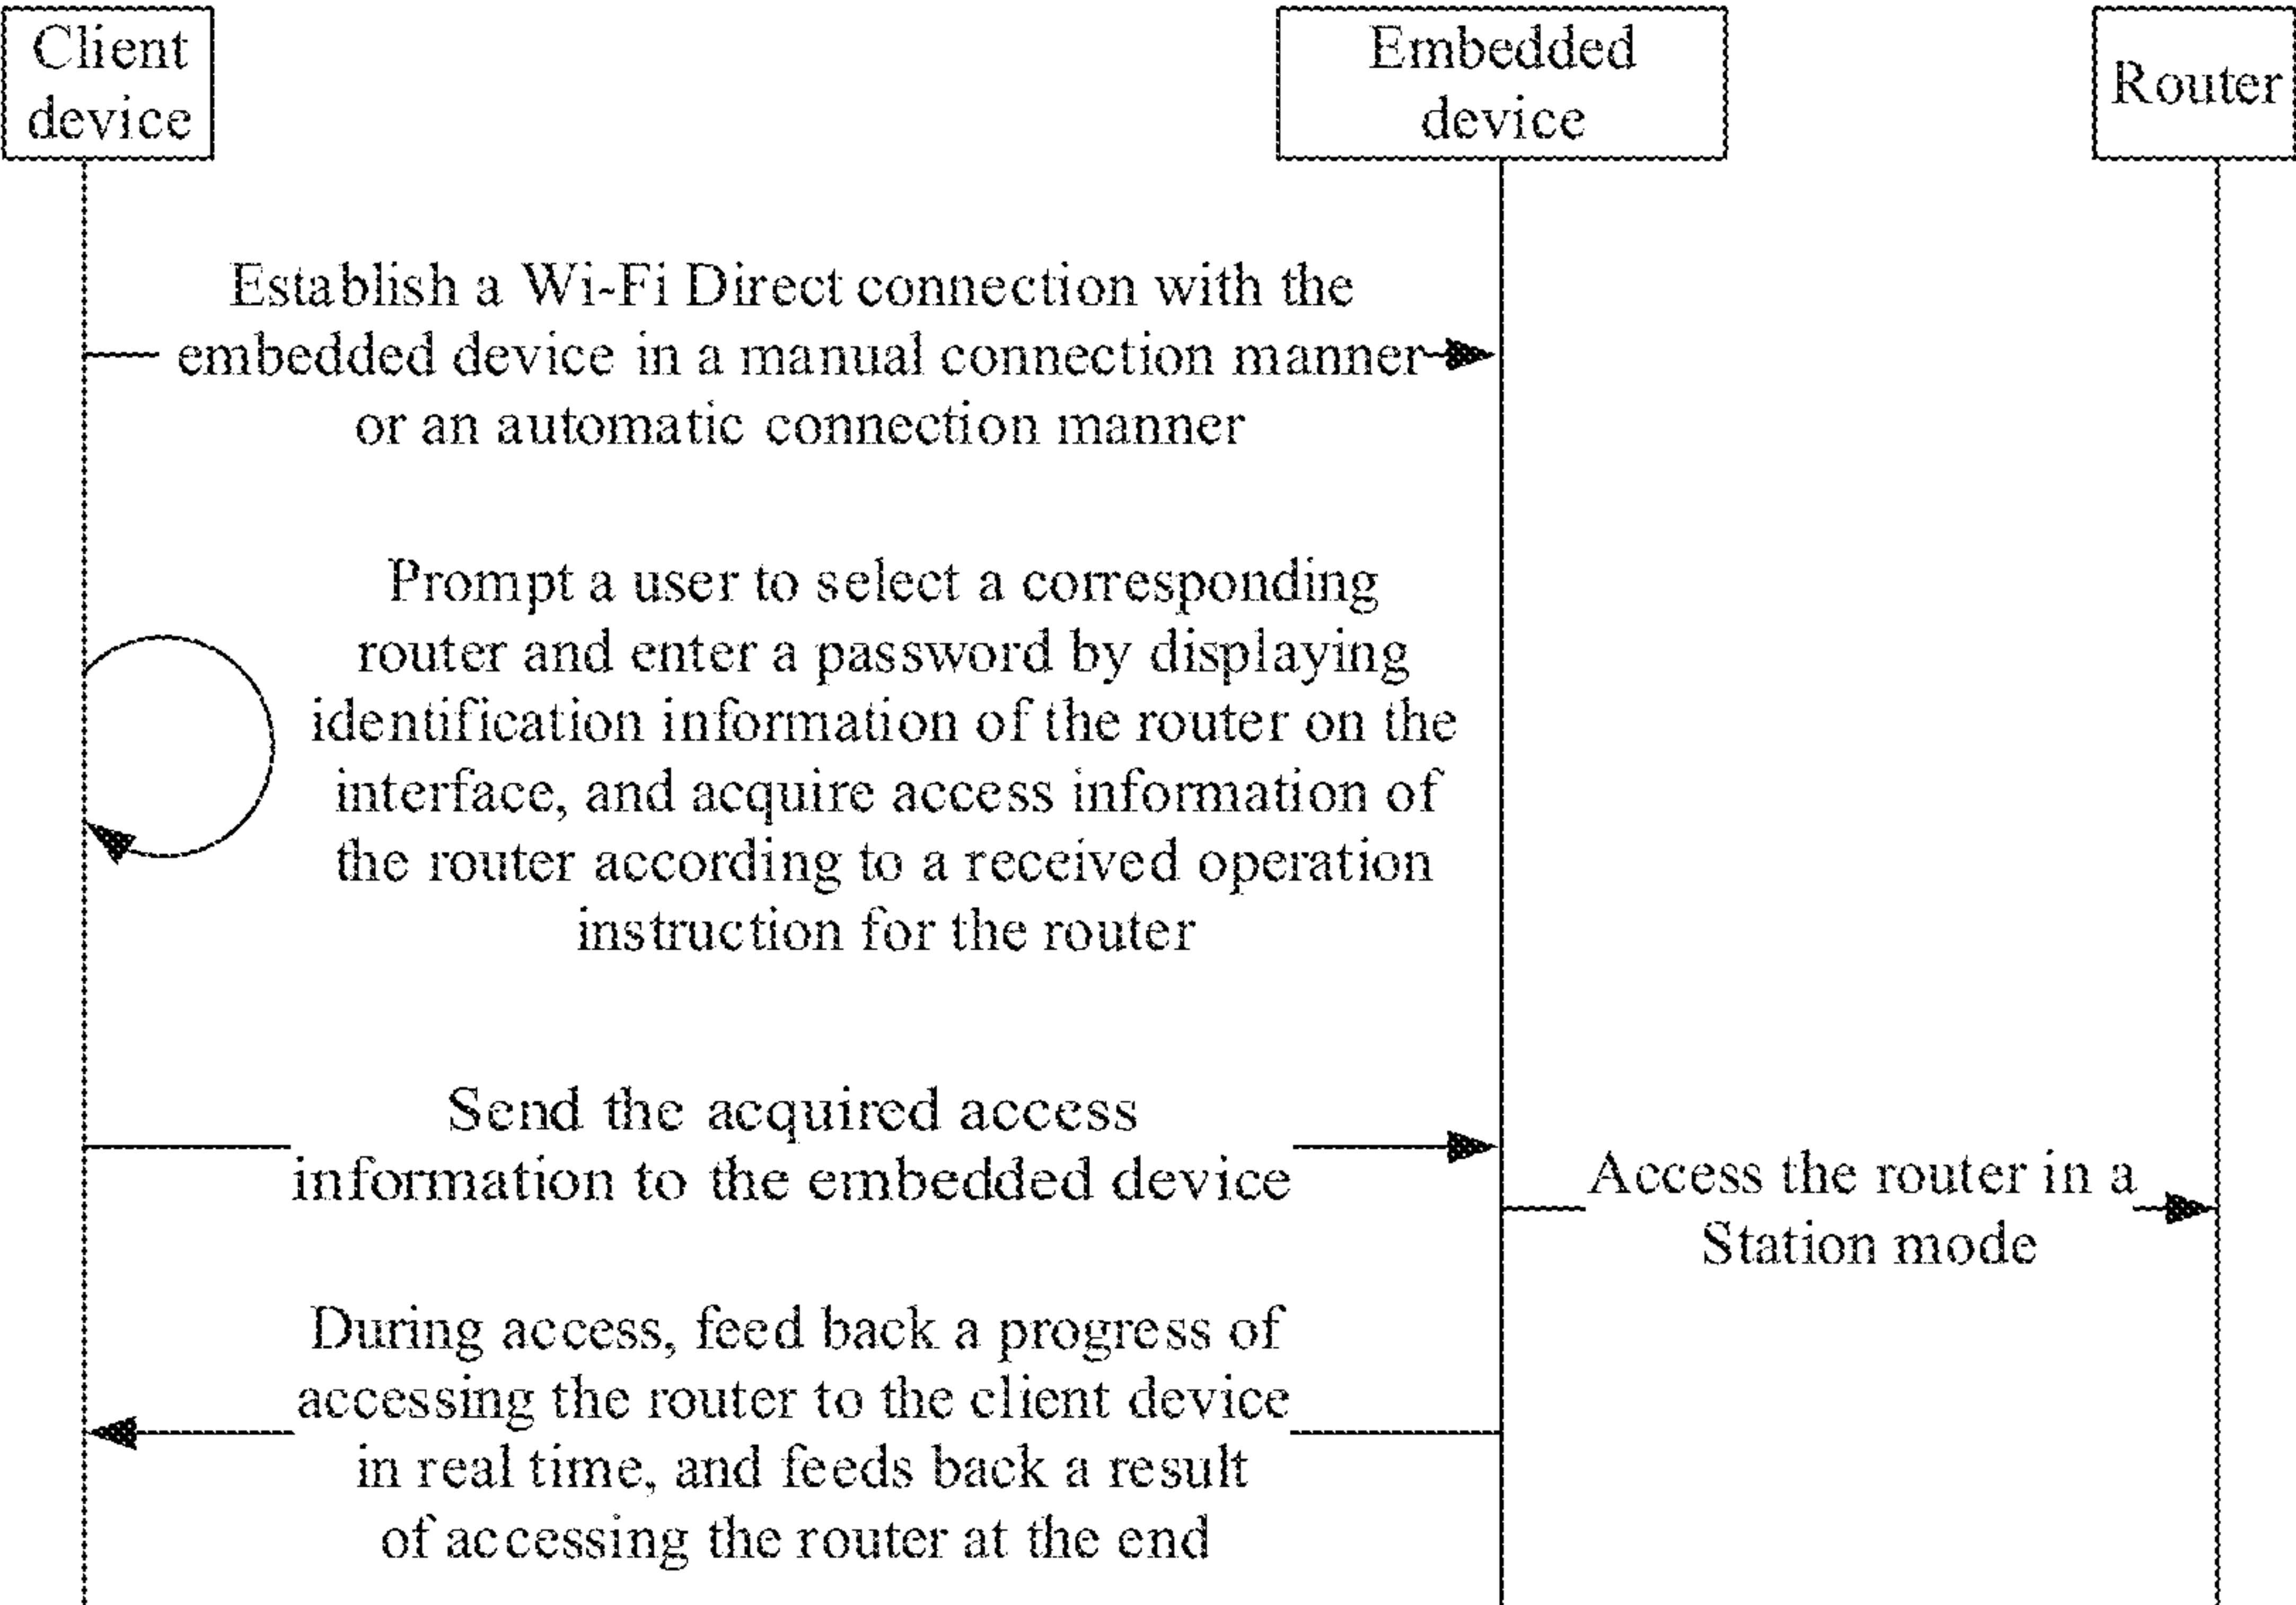 Client
device
Embedded
device
Router
Establish a Wi-Fi Direct connection with the
embedded device in a manual connection manner
or an automatic connection manner
Prompt a user to select a corresponding
router and enter a password by displaying
identification information of the router on the
interface, and acquire access information of
the router according to a received operation
instruction for the router
Send the acquired access
information to the embedded device
Access the router in a
Station mode
During access, feed back a progress of
accessing the router to the client device
in real time, and feeds back a result
of accessing the router at the end